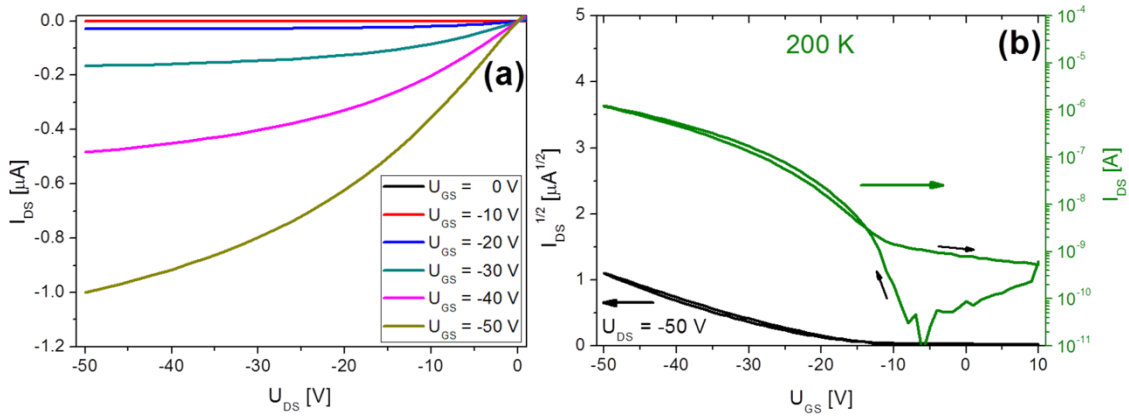 0.0
-0.2
-0.4
-0.6
-0.8
-1.0
-1.2
I_DS [µA]
-50 -40 -30 -20 -10 0
U_DS [V]
(a)
U_GS = 0 V
U_GS = -10 V
U_GS = -20 V
U_GS = -30 V
U_GS = -40 V
U_GS = -50 V
5
4
3
2
1
0
I_DS^1/2 [µA^1/2]
200 K
(b)
U_DS = -50 V
-50 -40 -30 -20 -10 0 10
U_GS [V]
10^-4
10^-5
10^-6
10^-7
10^-8
10^-9
10^-10
10^-11
I_DS [A]